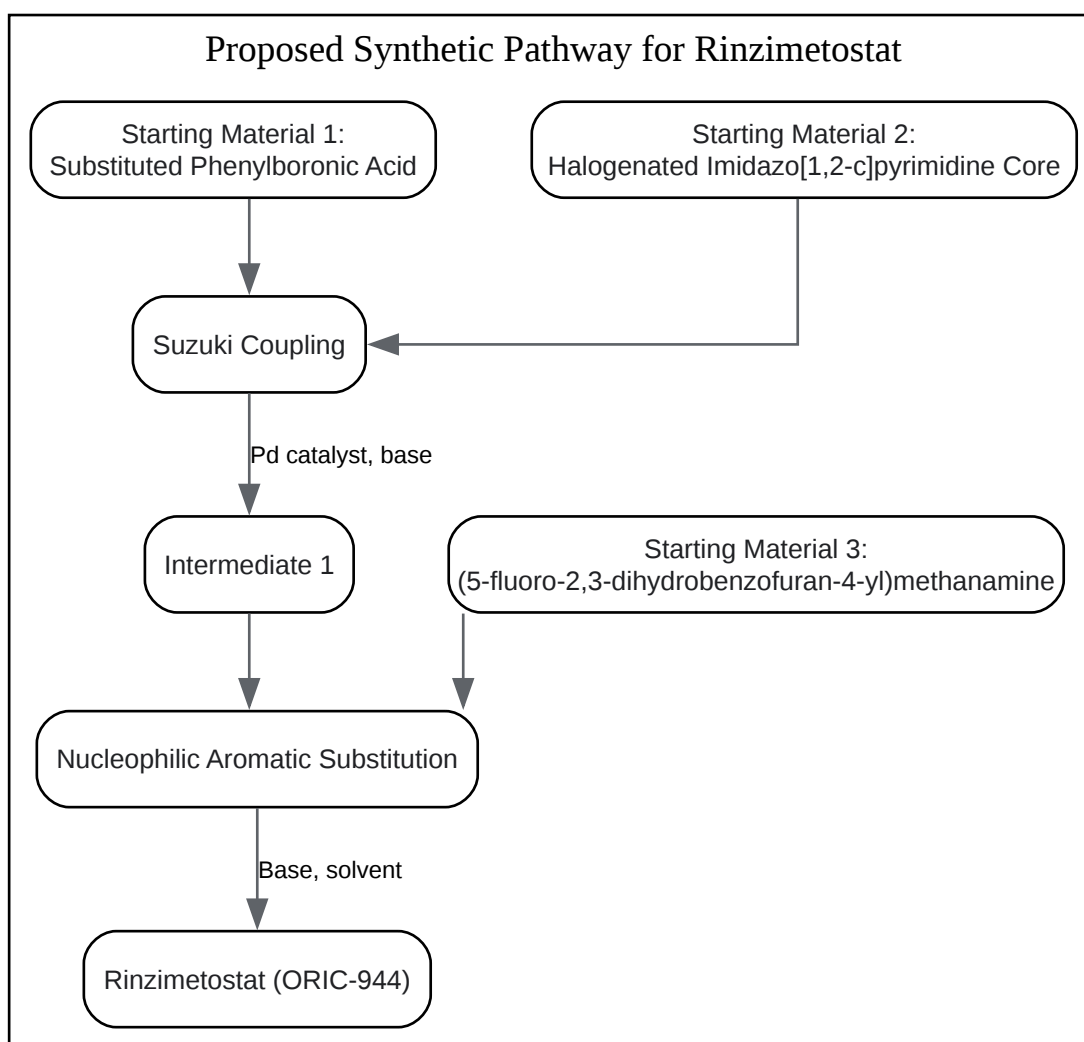 Proposed Synthetic Pathway for Rinzimetostat
Starting Material 1:
Substituted Phenylboronic Acid
Starting Material 2:
Halogenated Imidazo[1,2-c]pyrimidine Core
Suzuki Coupling
Pd catalyst, base
Intermediate 1
Starting Material 3:
(5-fluoro-2,3-dihydrobenzofuran-4-yl)methanamine
Nucleophilic Aromatic Substitution
Base, solvent
Rinzimetostat (ORIC-944)